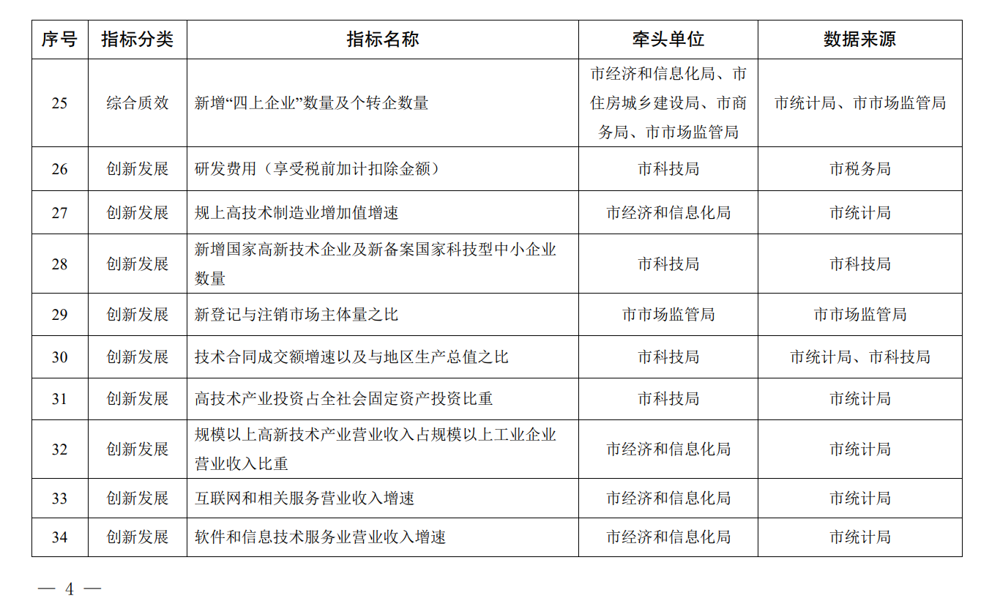 序号 指标分类 指标名称 牵头单位 数据来源
25 综合质效 新增“四上企业”数量及个转企数量 市经济和信息化局、市
住房城乡建设局、市商
务局、市市场监管局 市统计局、市市场监管局
26 创新发展 研发费用（享受税前加计扣除金额） 市科技局 市税务局
27 创新发展 规上高技术制造业增加值增速 市经济和信息化局 市统计局
28 创新发展 新增国家高新技术企业及新备案国家科技型中小企业
数量 市科技局 市科技局
29 创新发展 新登记与注销市场主体量之比 市市场监管局 市市场监管局
30 创新发展 技术合同成交额增速以及与地区生产总值之比 市科技局 市统计局、市科技局
31 创新发展 高技术产业投资占全社会固定资产投资比重 市科技局 市统计局
32 创新发展 规模以上高新技术产业营业收入占规模以上工业企业
营业收入比重 市经济和信息化局 市统计局
33 创新发展 互联网和相关服务营业收入增速 市经济和信息化局 市统计局
34 创新发展 软件和信息技术服务业营业收入增速 市经济和信息化局 市统计局
— 4 —